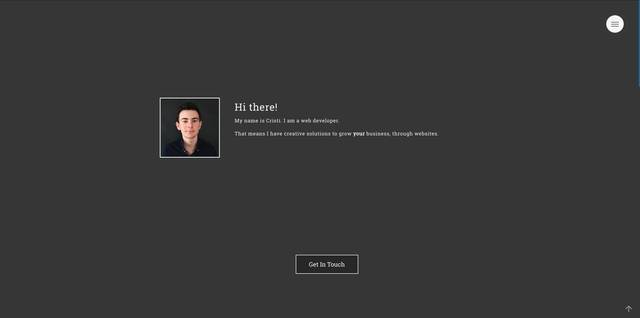 Hi there!
My name is Cristi. I am a web developer.
That means I have creative solutions to grow your business, through websites.
Get In Touch